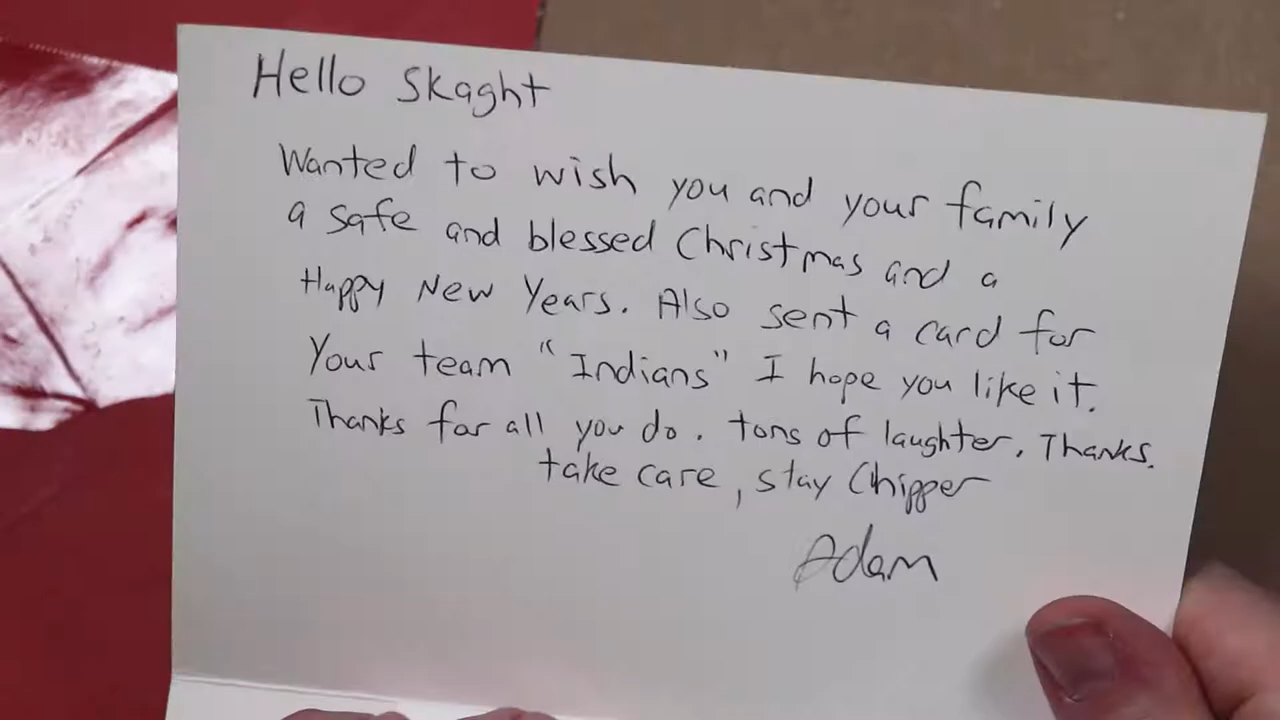 Hello Skaght
Wanted to wish you and your family
a safe and blessed Christmas and a
Happy New Years. Also sent a card for
Your team "Indians" I hope you like it.
Thanks for all you do. tons of laughter. Thanks.
take care, stay Chipper
Adam